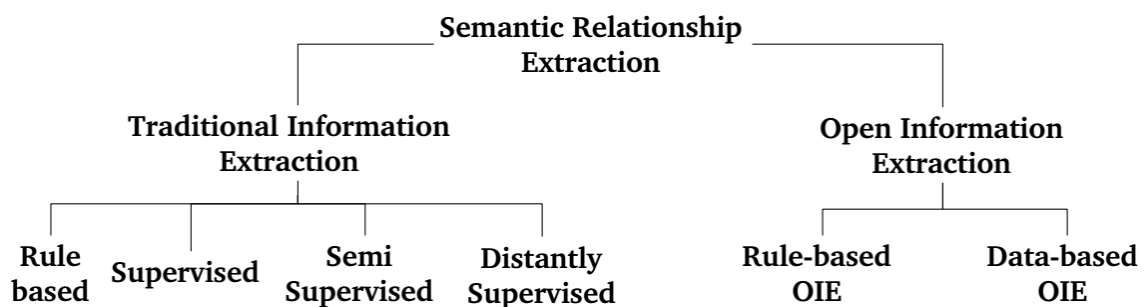 Semantic Relationship
Extraction
Traditional Information
Extraction
Open Information
Extraction
Rule
based
Supervised
Semi
Supervised
Distantly
Supervised
Rule-based
OIE
Data-based
OIE